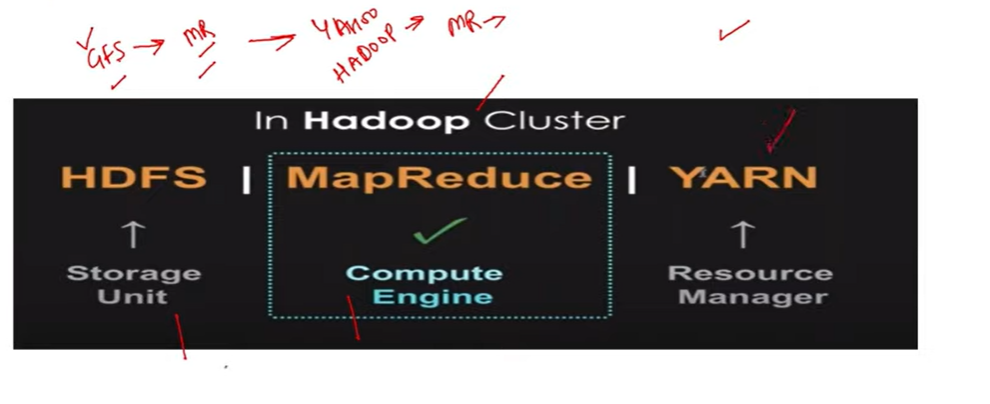 GFS → MR → YAHOO HADOOP → MR →
In Hadoop Cluster
HDFS | MapReduce | YARN
Storage Unit
Compute Engine
Resource Manager